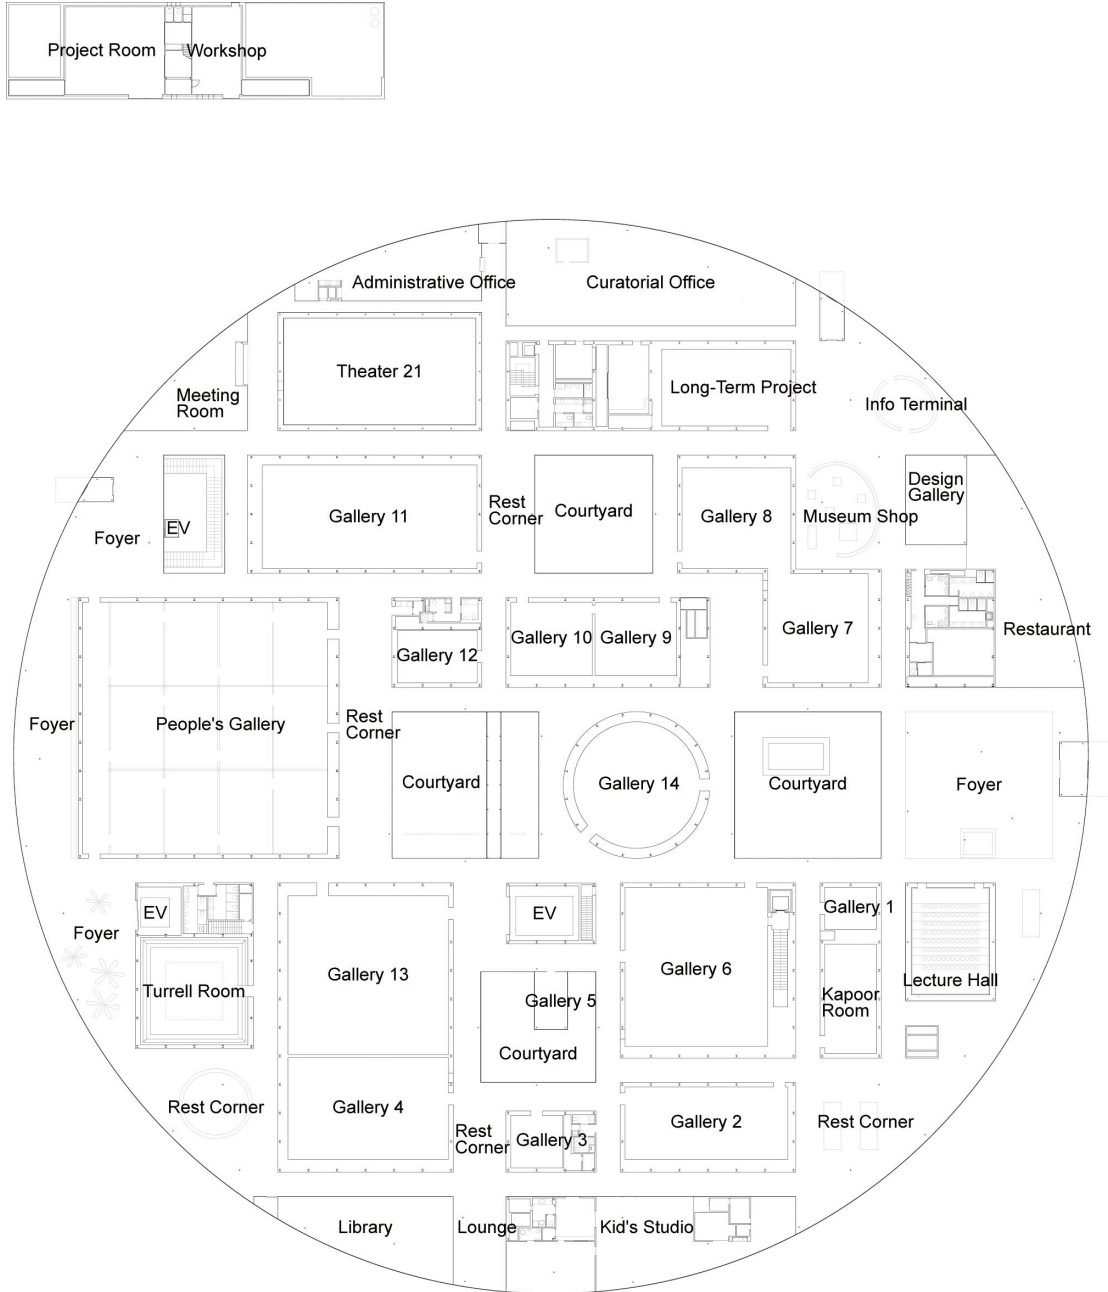 Project Room
Workshop
Administrative Office
Curatorial Office
Theater 21
Long-Term Project
Meeting
Room
Info Terminal
Design
Gallery
Gallery 11
Rest
Corner
Courtyard
Gallery 8
Museum Shop
EV
Foyer
Gallery 12
Gallery 10
Gallery 9
Gallery 7
Restaurant
Foyer
People's Gallery
Rest
Corner
Courtyard
Gallery 14
Courtyard
Foyer
EV
Foyer
EV
Gallery 1
Gallery 13
Gallery 6
Turrell Room
Gallery 5
Kapoor
Room
Lecture Hall
Courtyard
Rest Corner
Gallery 4
Rest
Corner
Gallery 3
Gallery 2
Rest Corner
Library
Lounge
Kid's Studio